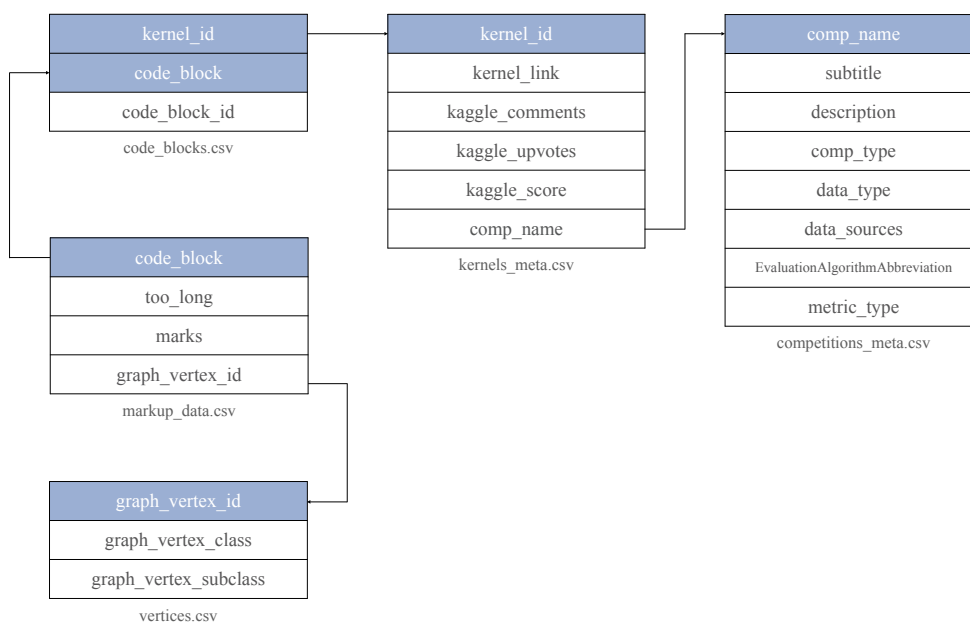 kernel_id
code_block
code_block_id
code_blocks.csv
code_block
too_long
marks
graph_vertex_id
markup_data.csv
graph_vertex_id
graph_vertex_class
graph_vertex_subclass
vertices.csv
kernel_id
kernel_link
kaggle_comments
kaggle_upvotes
kaggle_score
comp_name
kernels_meta.csv
comp_name
subtitle
description
comp_type
data_type
data_sources
EvaluationAlgorithmAbbreviation
metric_type
competitions_meta.csv